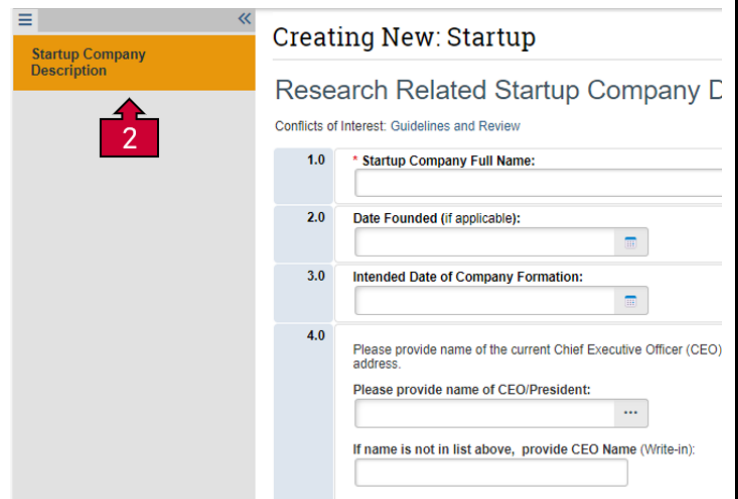 Startup Company
Description
2
Creating New: Startup
Research Related Startup Company D
Conflicts of Interest: Guidelines and Review
1.0 * Startup Company Full Name:
2.0 Date Founded (if applicable):
3.0 Intended Date of Company Formation:
4.0
Please provide name of the current Chief Executive Officer (CEO)
address.
Please provide name of CEO/President:
If name is not in list above, provide CEO Name (Write-in):